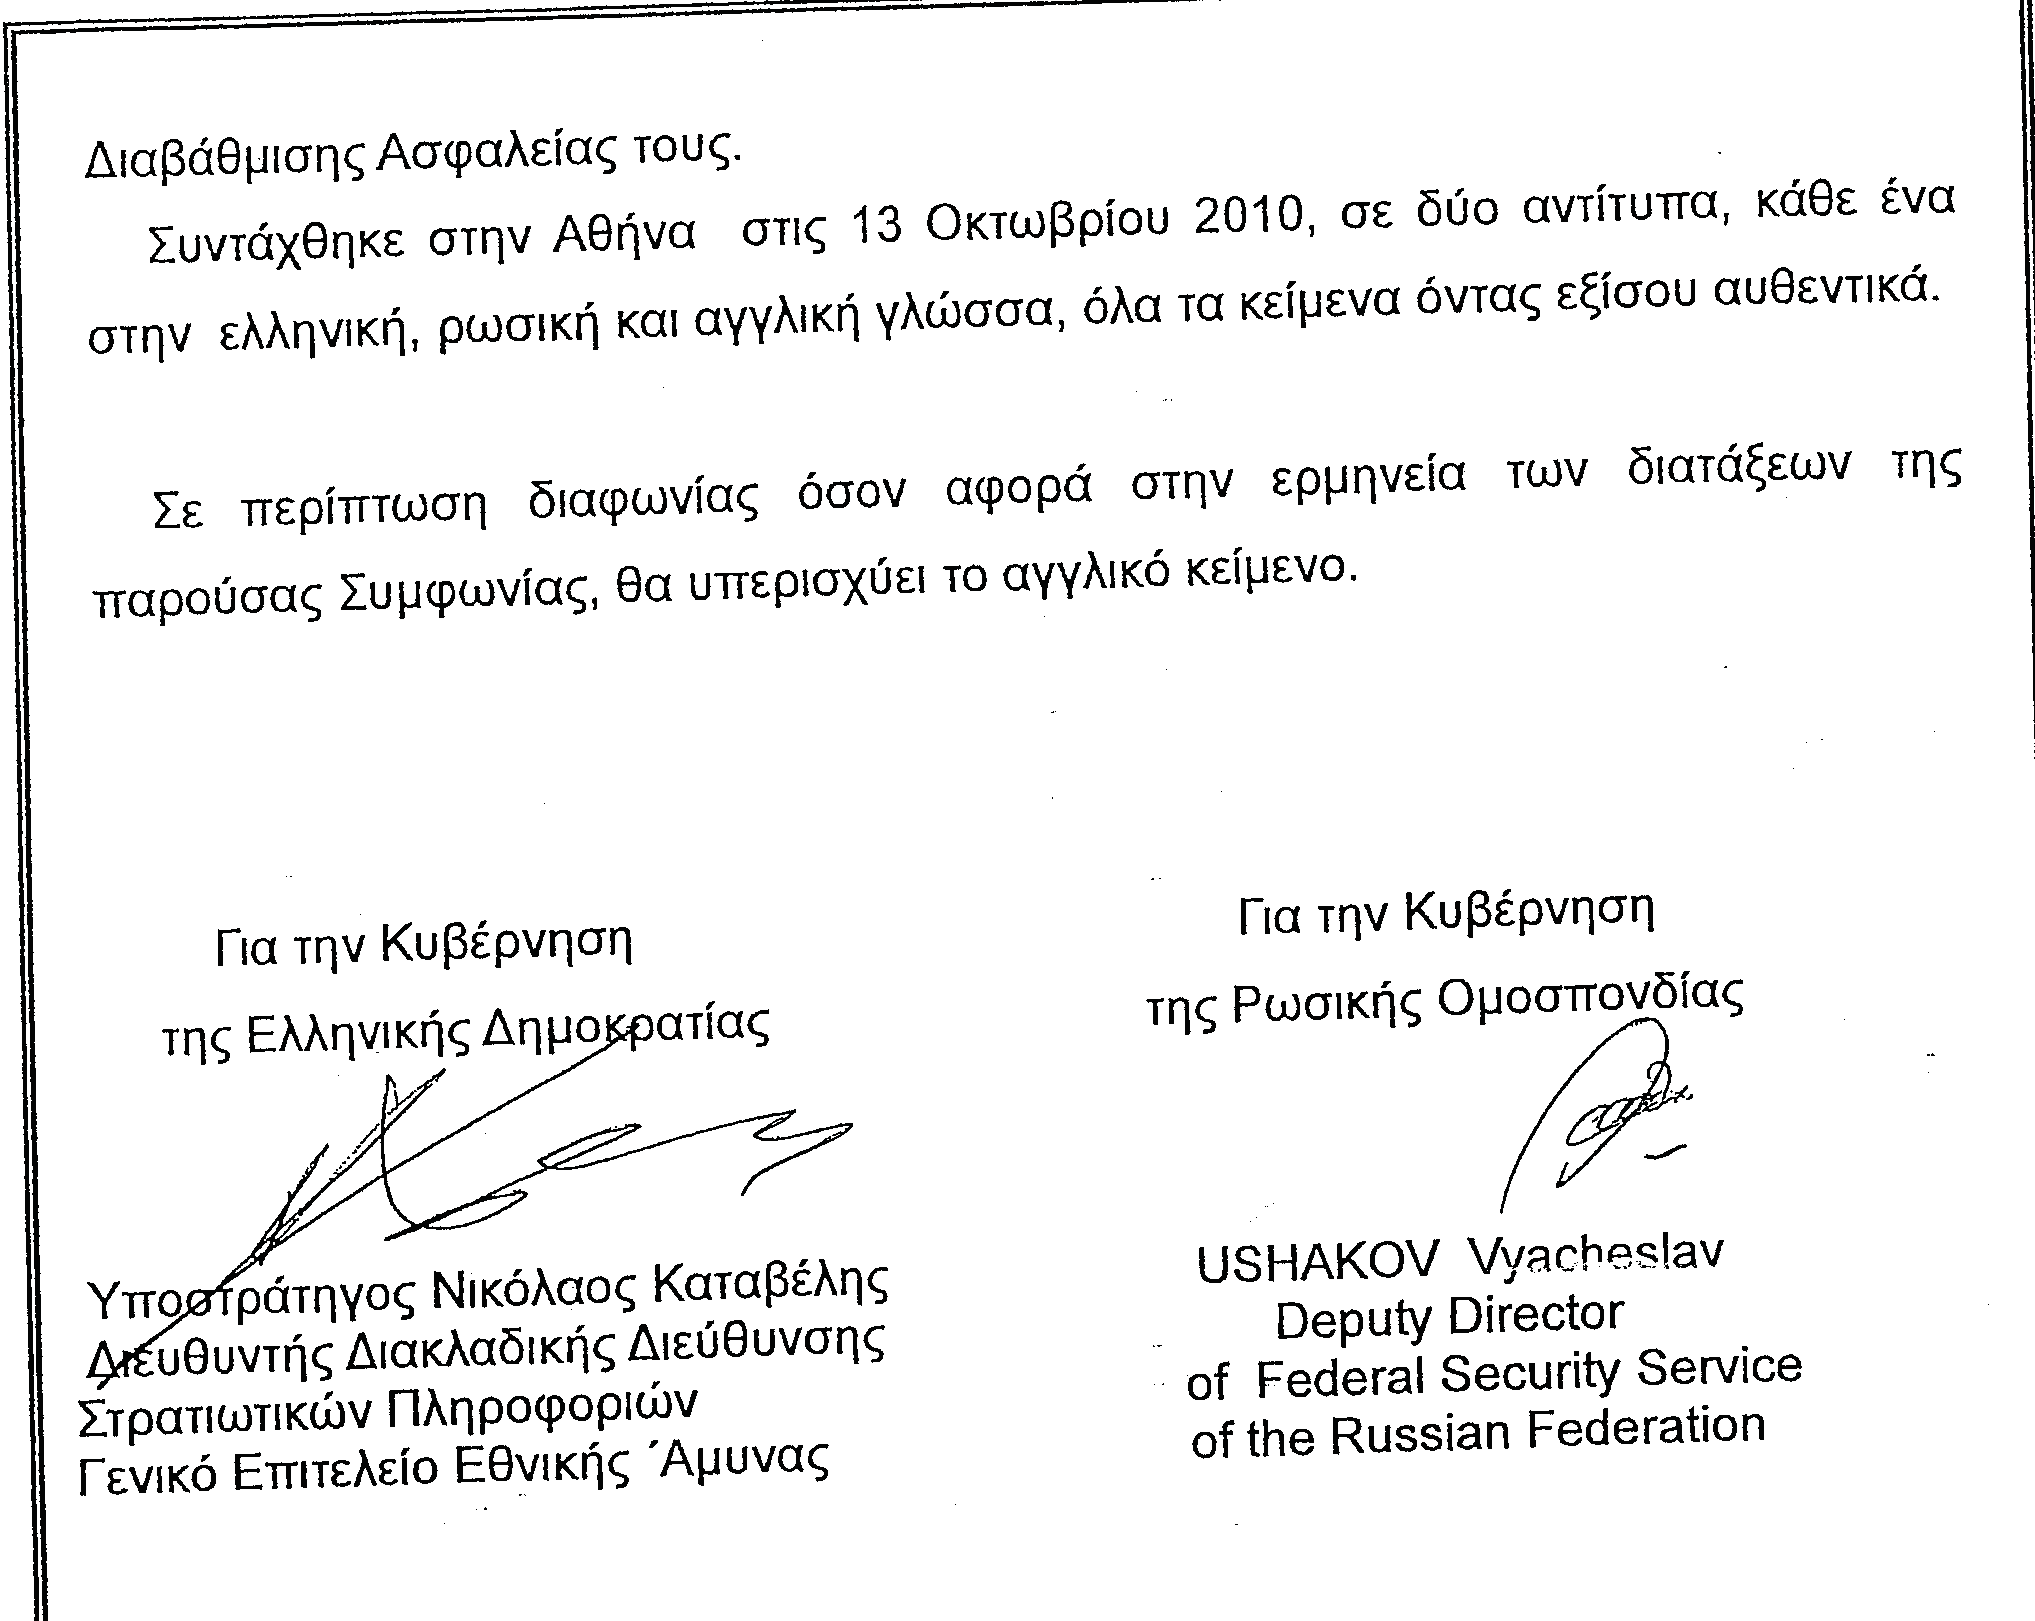 Διαβάθμισης Ασφαλείας τους.
Συντάχθηκε στην Αθήνα στις 13 Οκτωβρίου 2010, σε δύο αντίτυπα, κάθε ένα
στην ελληνική, ρωσική και αγγλική γλώσσα, όλα τα κείμενα όντας εξίσου αυθεντικά.
Σε περίπτωση διαφωνίας όσον αφορά στην ερμηνεία των διατάξεων της
παρούσας Συμφωνίας, θα υπερισχύει το αγγλικό κείμενο.
Για την Κυβέρνηση
της Ελληνικής Δημοκρατίας
Υποστράτηγος Νικόλαος Καταβέλης
Διευθυντής Διακλαδικής Διεύθυνσης
Στρατιωτικών Πληροφοριών
Γενικό Επιτελείο Εθνικής Άμυνας
Για την Κυβέρνηση
της Ρωσικής Ομοσπονδίας
USHAKOV Vyacheslav
Deputy Director
of Federal Security Service
of the Russian Federation